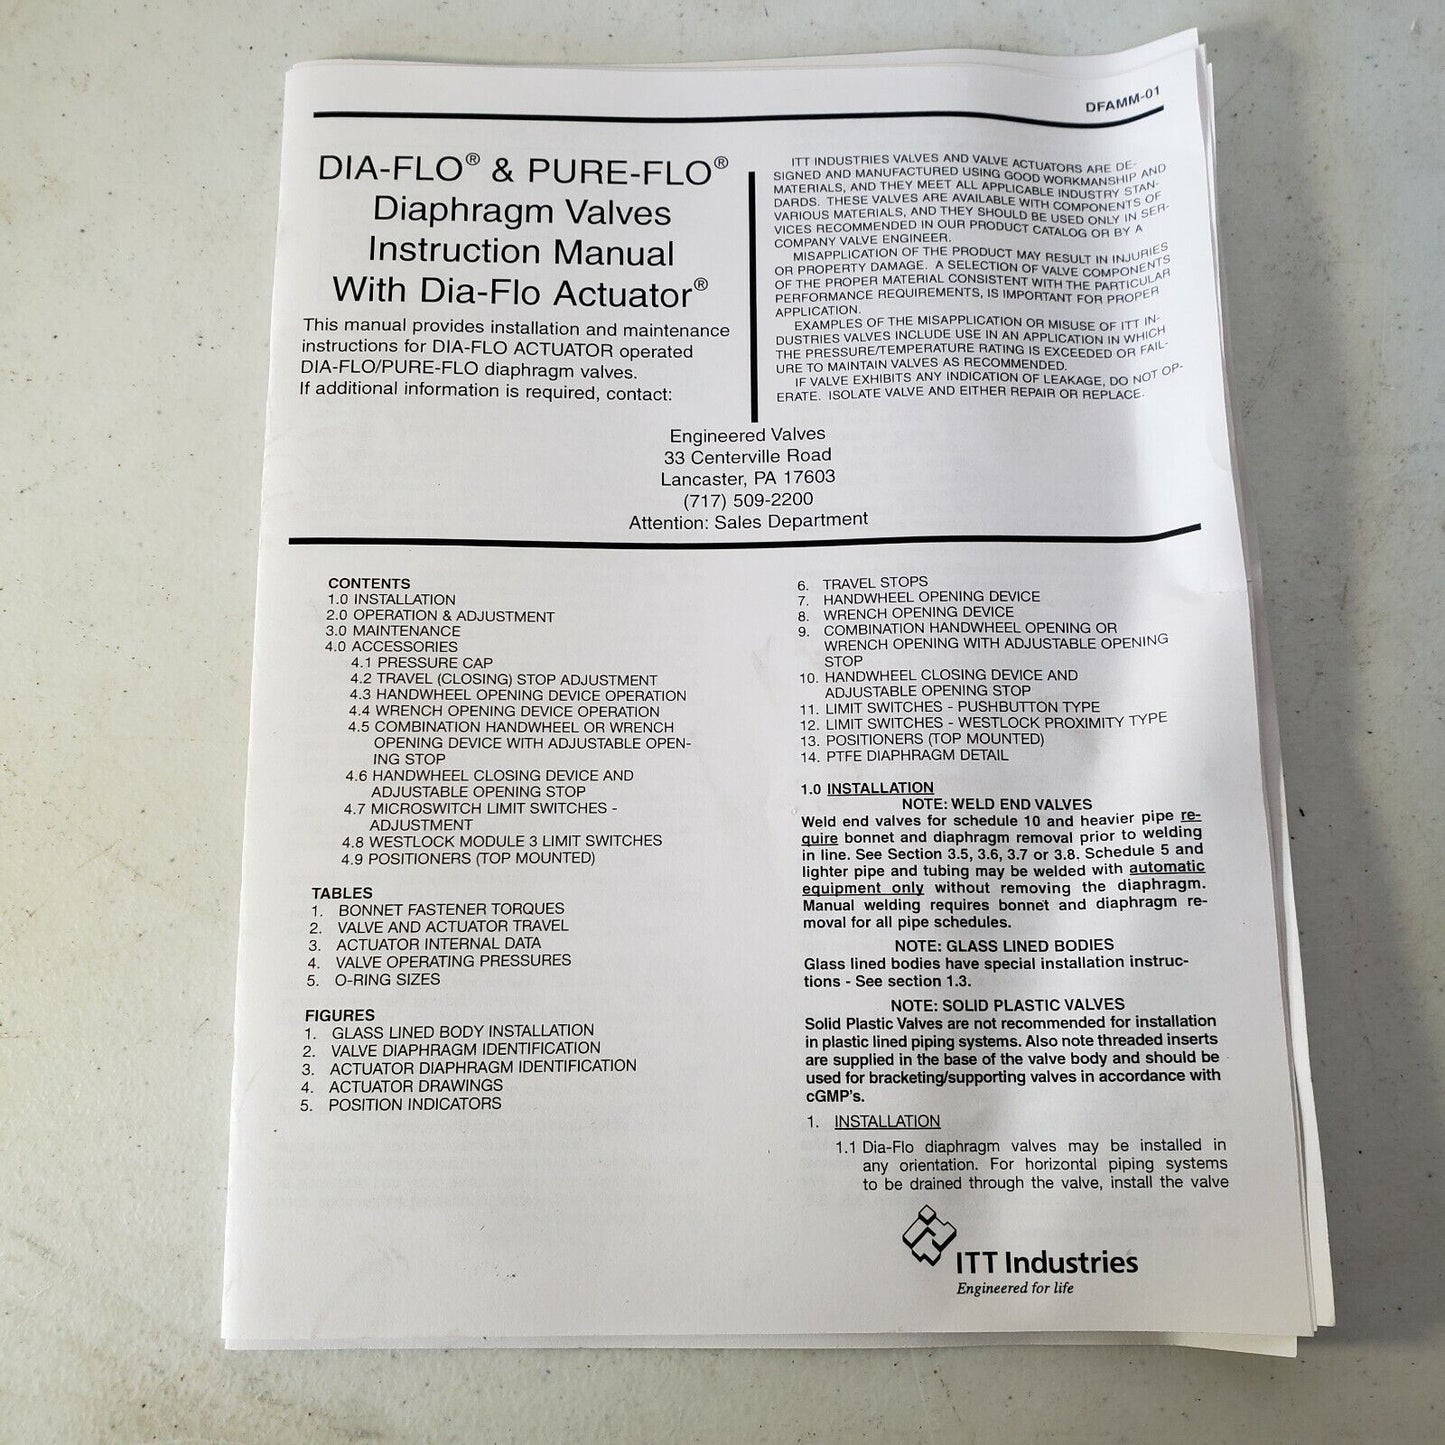 DFAMM-01
DIA-FLO® & PURE-FLO®
Diaphragm Valves
Instruction Manual
With Dia-Flo Actuator®
This manual provides installation and maintenance
instructions for DIA-FLO ACTUATOR operated
DIA-FLO/PURE-FLO diaphragm valves.
If additional information is required, contact:
ITT INDUSTRIES VALVES AND VALVE ACTUATORS ARE DE-
SIGNED AND MANUFACTURED USING GOOD WORKMANSHIP AND
MATERIALS, AND THEY MEET ALL APPLICABLE INDUSTRY STAN-
DARDS. THESE VALVES ARE AVAILABLE WITH COMPONENTS OF
VARIOUS MATERIALS, AND THEY SHOULD BE USED ONLY IN SER-
VICES RECOMMENDED IN OUR PRODUCT CATALOG OR BY A
COMPANY VALVE ENGINEER.
MISAPPLICATION OF THE PRODUCT MAY RESULT IN INJURIES
OR PROPERTY DAMAGE. A SELECTION OF VALVE COMPONENTS
OF THE PROPER MATERIAL CONSISTENT WITH THE PARTICULAR
PERFORMANCE REQUIREMENTS, IS IMPORTANT FOR PROPER
APPLICATION.
EXAMPLES OF THE MISAPPLICATION OR MISUSE OF ITT IN-
DUSTRIES VALVES INCLUDE USE IN AN APPLICATION IN WHICH
THE PRESSURE/TEMPERATURE RATING IS EXCEEDED OR FAIL-
URE TO MAINTAIN VALVES AS RECOMMENDED.
IF VALVE EXHIBITS ANY INDICATION OF LEAKAGE, DO NOT OP-
ERATE. ISOLATE VALVE AND EITHER REPAIR OR REPLACE.
Engineered Valves
33 Centerville Road
Lancaster, PA 17603
(717) 509-2200
Attention: Sales Department
CONTENTS
1.0 INSTALLATION
2.0 OPERATION & ADJUSTMENT
3.0 MAINTENANCE
4.0 ACCESSORIES
4.1 PRESSURE CAP
4.2 TRAVEL (CLOSING) STOP ADJUSTMENT
4.3 HANDWHEEL OPENING DEVICE OPERATION
4.4 WRENCH OPENING DEVICE OPERATION
4.5 COMBINATION HANDWHEEL OR WRENCH
OPENING DEVICE WITH ADJUSTABLE OPEN-
ING STOP
4.6 HANDWHEEL CLOSING DEVICE AND
ADJUSTABLE OPENING STOP
4.7 MICROSWITCH LIMIT SWITCHES -
ADJUSTMENT
4.8 WESTLOCK MODULE 3 LIMIT SWITCHES
4.9 POSITIONERS (TOP MOUNTED)
TABLES
1. BONNET FASTENER TORQUES
2. VALVE AND ACTUATOR TRAVEL
3. ACTUATOR INTERNAL DATA
4. VALVE OPERATING PRESSURES
5. O-RING SIZES
FIGURES
1. GLASS LINED BODY INSTALLATION
2. VALVE DIAPHRAGM IDENTIFICATION
3. ACTUATOR DIAPHRAGM IDENTIFICATION
4. ACTUATOR DRAWINGS
5. POSITION INDICATORS
6. TRAVEL STOPS
7. HANDWHEEL OPENING DEVICE
8. WRENCH OPENING DEVICE
9. COMBINATION HANDWHEEL OPENING OR
WRENCH OPENING WITH ADJUSTABLE OPENING
STOP
10. HANDWHEEL CLOSING DEVICE AND
ADJUSTABLE OPENING STOP
11. LIMIT SWITCHES - PUSHBUTTON TYPE
12. LIMIT SWITCHES - WESTLOCK PROXIMITY TYPE
13. POSITIONERS (TOP MOUNTED)
14. PTFE DIAPHRAGM DETAIL
1.0 INSTALLATION
NOTE: WELD END VALVES
Weld end valves for schedule 10 and heavier pipe re-
quire bonnet and diaphragm removal prior to welding
in line. See Section 3.5, 3.6, 3.7 or 3.8. Schedule 5 and
lighter pipe and tubing may be welded with automatic
equipment only without removing the diaphragm.
Manual welding requires bonnet and diaphragm re-
moval for all pipe schedules.
NOTE: GLASS LINED BODIES
Glass lined bodies have special installation instruc-
tions - See section 1.3.
NOTE: SOLID PLASTIC VALVES
Solid Plastic Valves are not recommended for installation
in plastic lined piping systems. Also note threaded inserts
are supplied in the base of the valve body and should be
used for bracketing/supporting valves in accordance with
cGMP's.
1. INSTALLATION
1.1 Dia-Flo diaphragm valves may be installed in
any orientation. For horizontal piping systems
to be drained through the valve, install the valve
ITT Industries
Engineered for life